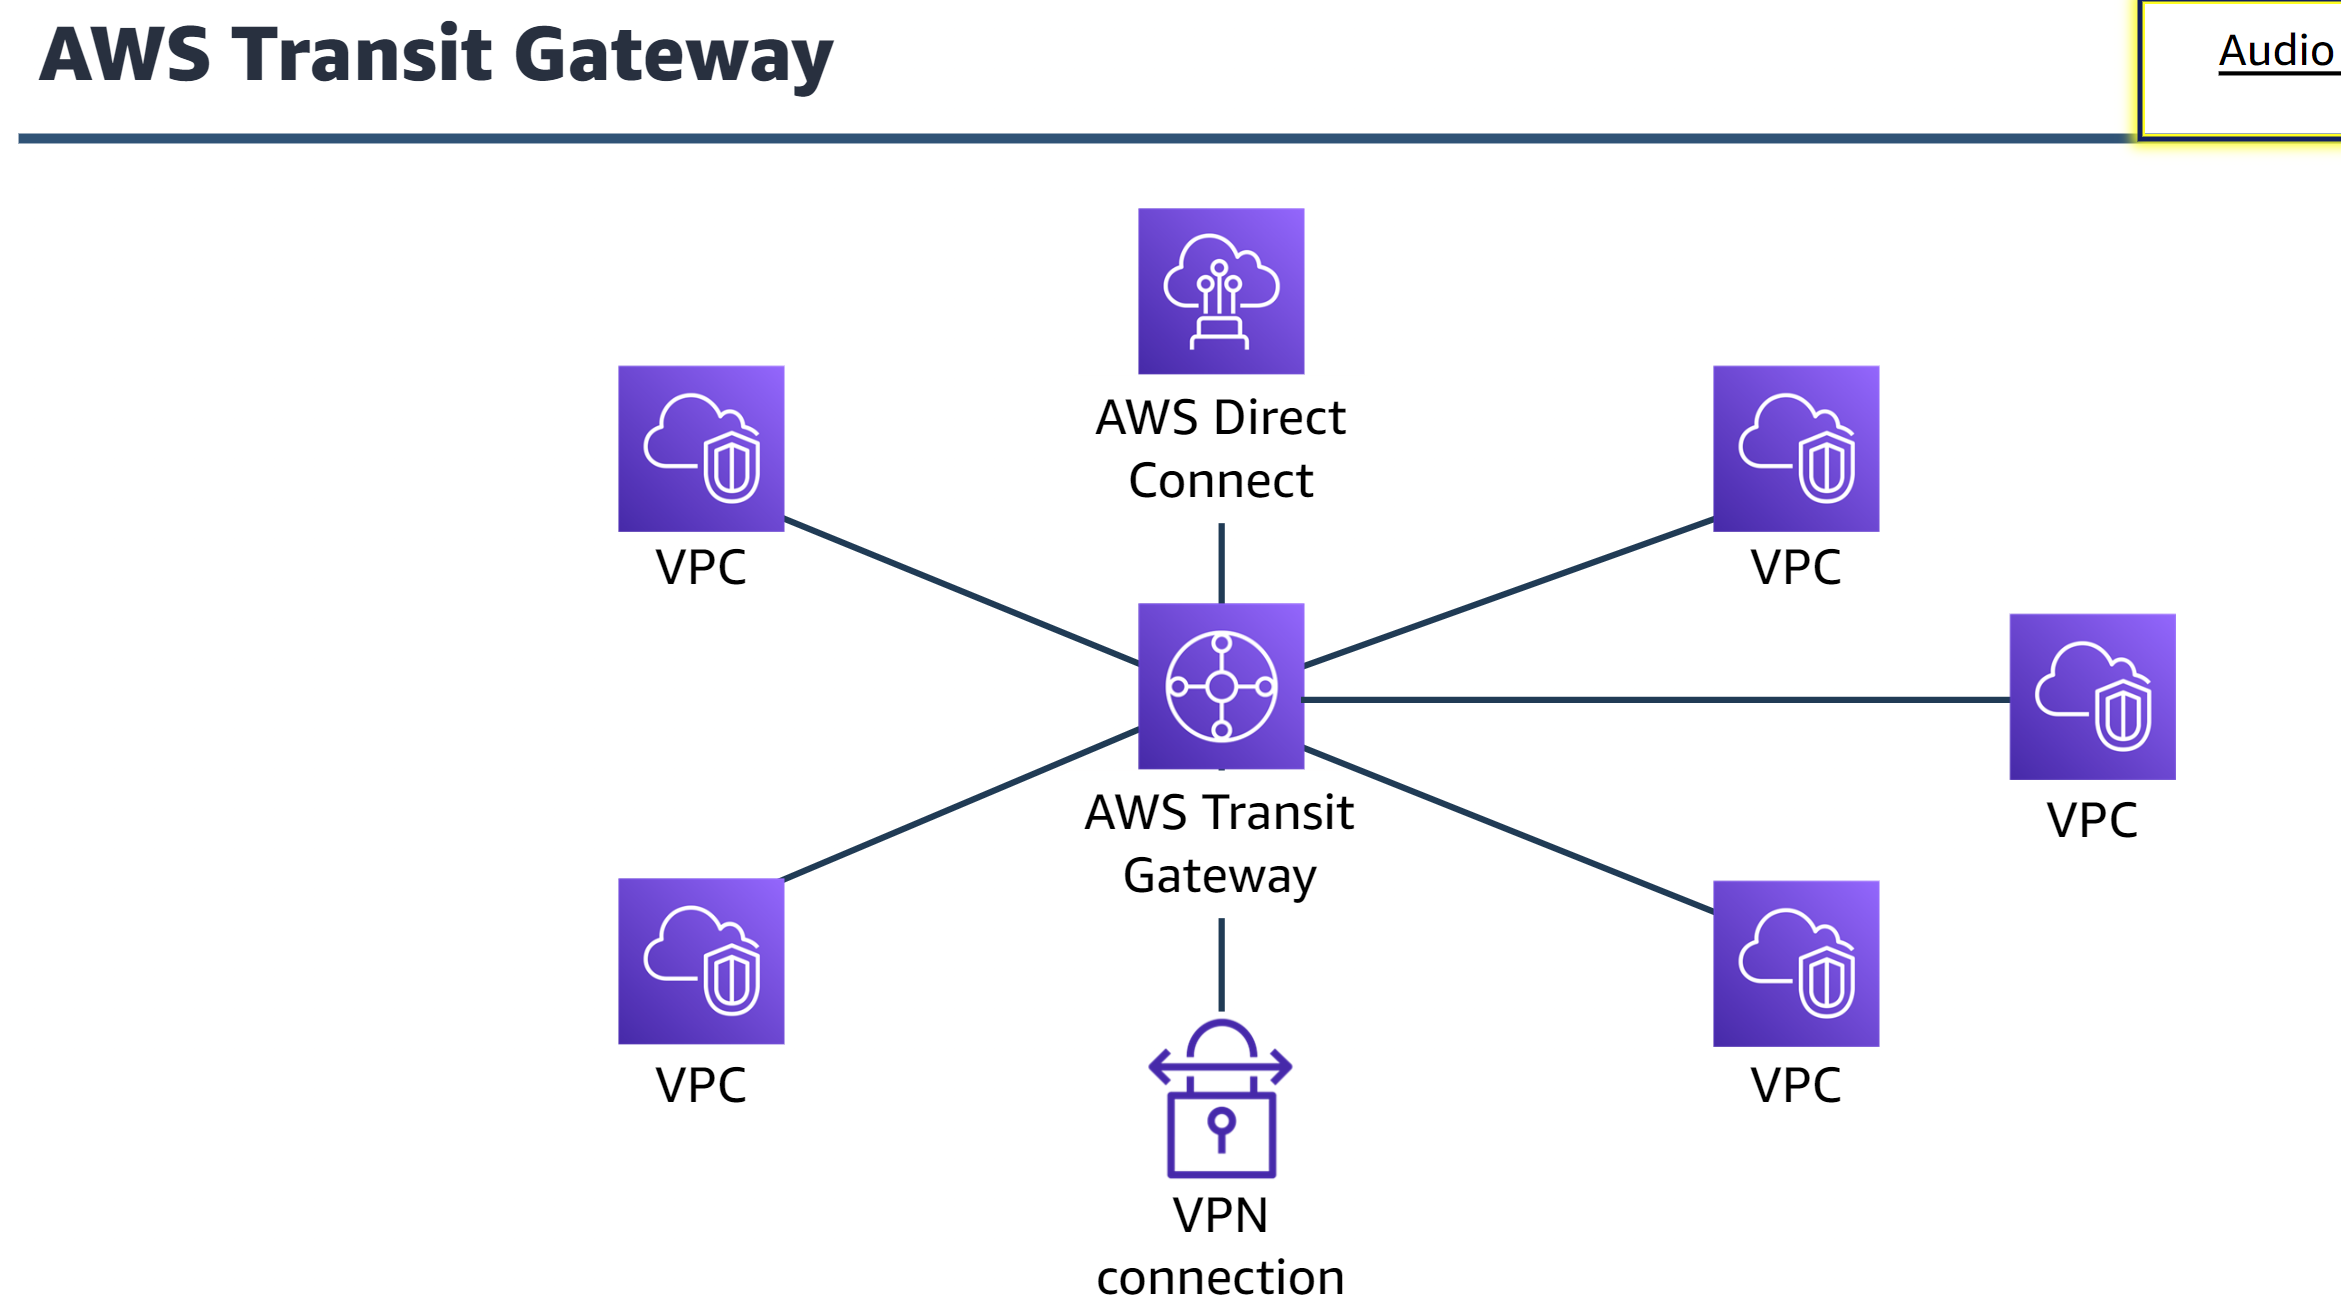 AWS Transit Gateway
Audio
AWS Direct
Connect
VPC
VPC
VPC
AWS Transit
Gateway
VPC
VPC
VPN
connection